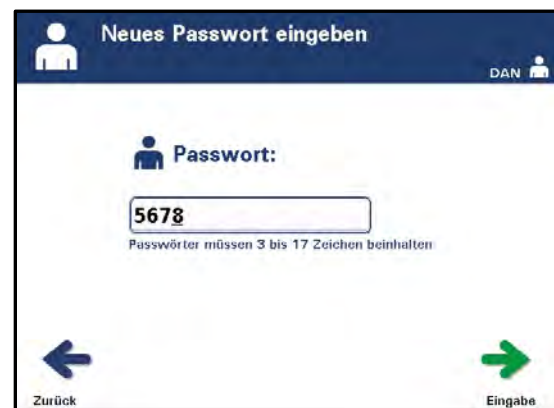 Neues Passwort eingeben
DAN
Passwort:
5678
Passwörter müssen 3 bis 17 Zeichen beinhalten
Zurück
Eingabe